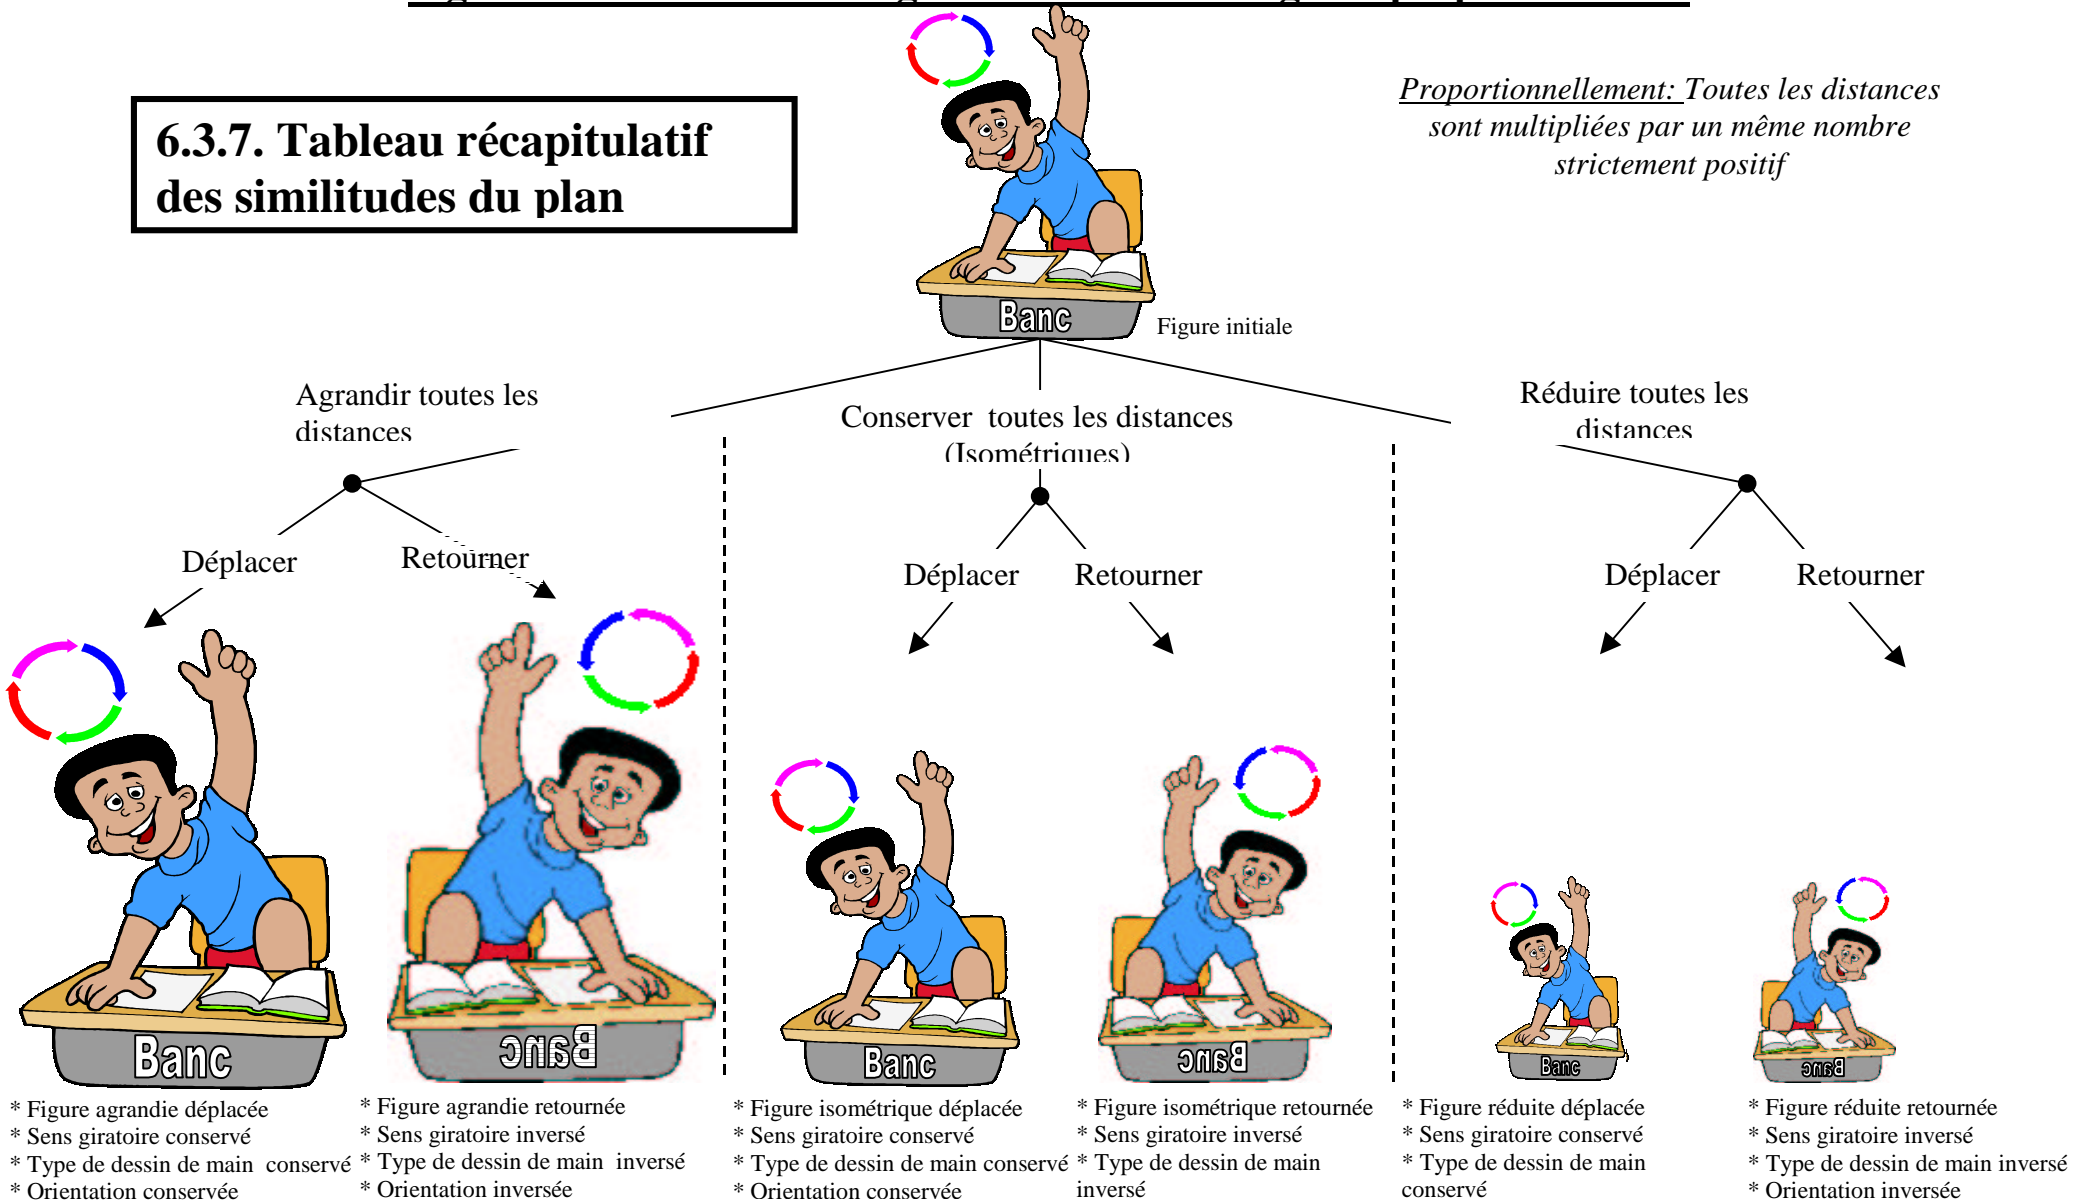 6.3.7. Tableau récapitulatif
des similitudes du plan
Proportionnellement: Toutes les distances
sont multipliées par un même nombre
strictement positif
Banc
Figure initiale
Agrandir toutes les
distances
Conserver toutes les distances
(Isométriques)
Réduire toutes les
distances
Déplacer
Retourner
Déplacer
Retourner
Déplacer
Retourner
Banc
Banc
Banc
Banc
Banc
Banc
* Figure agrandie déplacée
* Sens giratoire conservé
* Type de dessin de main conservé
* Orientation conservée
* Figure agrandie retournée
* Sens giratoire inversé
* Type de dessin de main inversé
* Orientation inversée
* Figure isométrique déplacée
* Sens giratoire conservé
* Type de dessin de main conservé
* Orientation conservée
* Figure isométrique retournée
* Sens giratoire inversé
* Type de dessin de main
inversé
* Figure réduite déplacée
* Sens giratoire conservé
* Type de dessin de main
conservé
* Figure réduite retournée
* Sens giratoire inversé
* Type de dessin de main inversé
* Orientation inversée